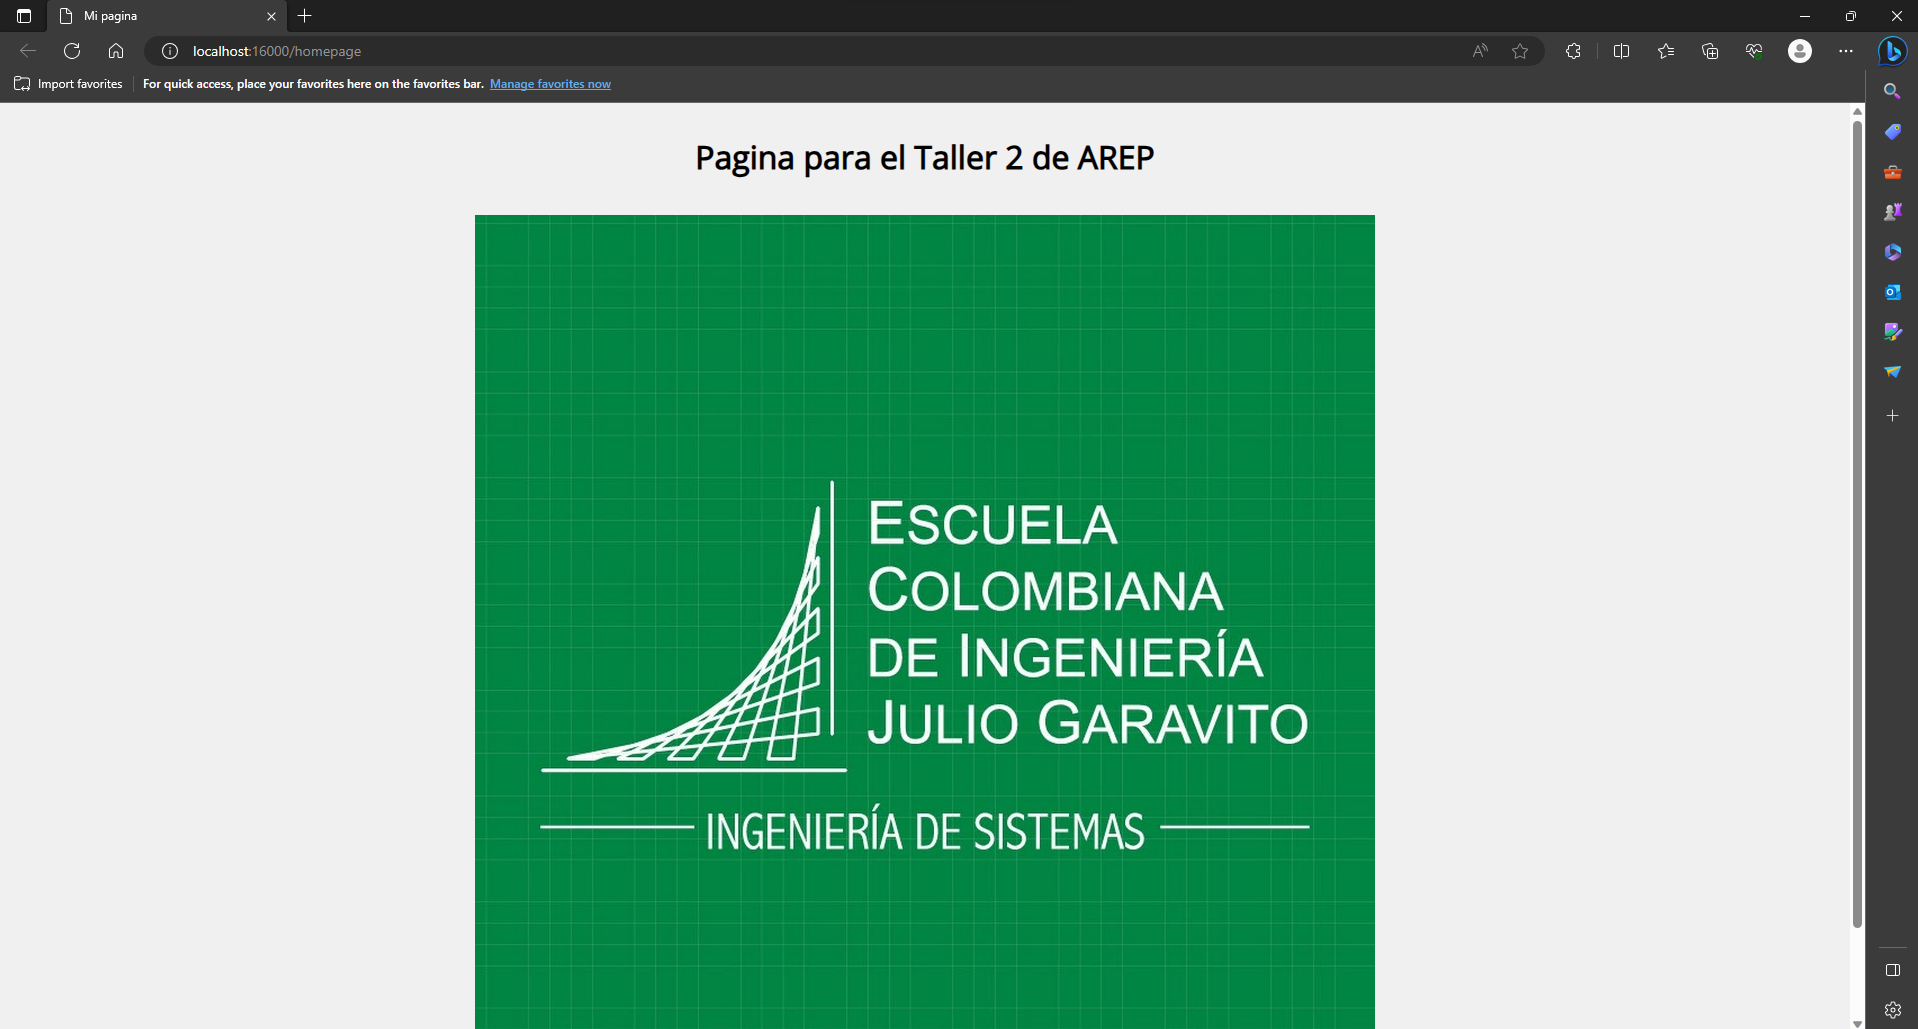 Mi pagina
localhost:16000/homepage
Import favorites
For quick access, place your favorites here on the favorites bar. Manage favorites now
Pagina para el Taller 2 de AREP
ESCUELA
COLOMBIANA
DE INGENIERÍA
JULIO GARAVITO
INGENIERÍA DE SISTEMAS